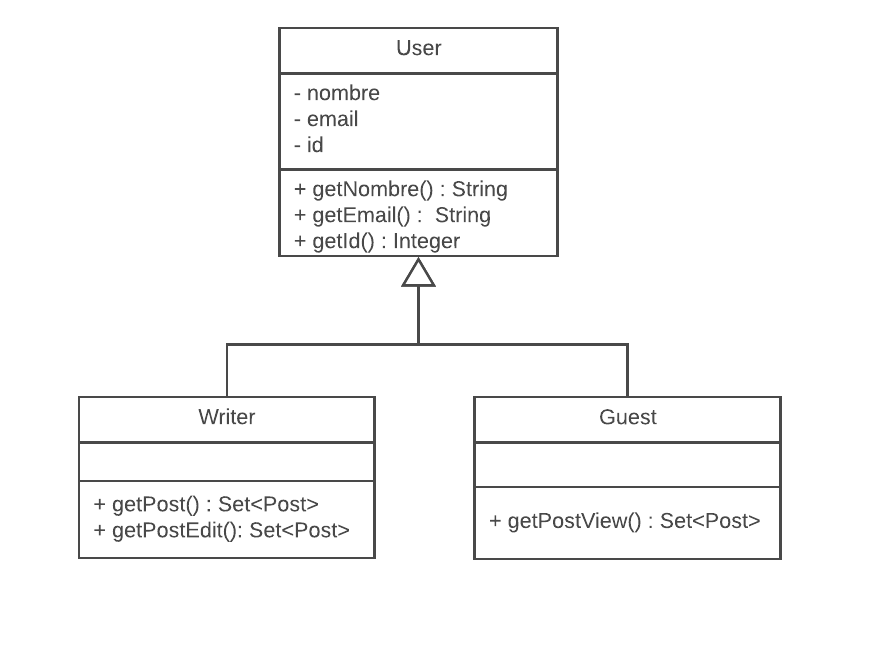 User
- nombre
- email
- id
+ getNombre() : String
+ getEmail() :  String
+ getId() : Integer
Writer
+ getPost() : Set<Post>
+ getPostEdit(): Set<Post>
Guest
+ getPostView() : Set<Post>